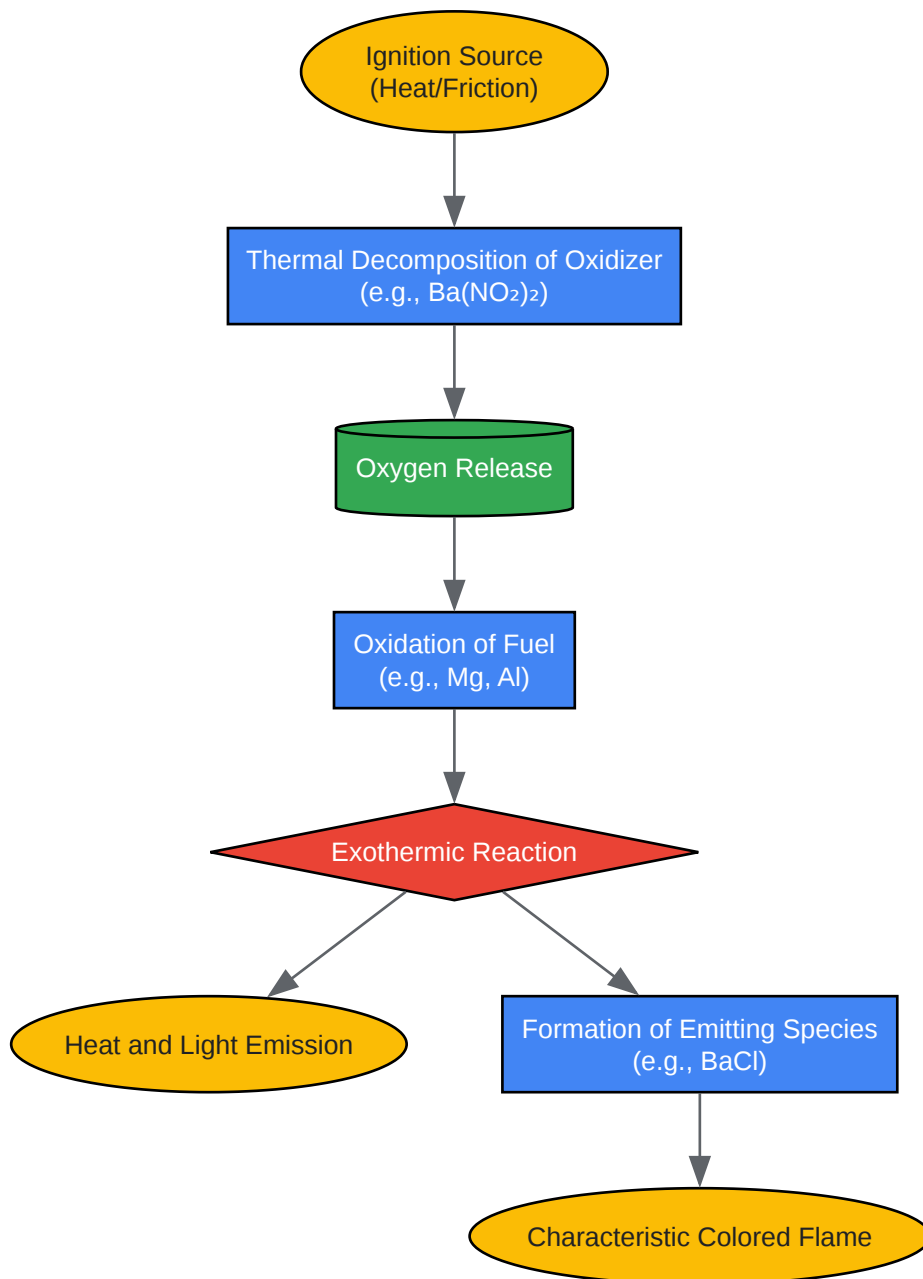 Ignition Source
(Heat/Friction)
Thermal Decomposition of Oxidizer
(e.g., Ba(NO₂)₂)
Oxygen Release
Oxidation of Fuel
(e.g., Mg, Al)
Exothermic Reaction
Heat and Light Emission
Formation of Emitting Species
(e.g., BaCl)
Characteristic Colored Flame